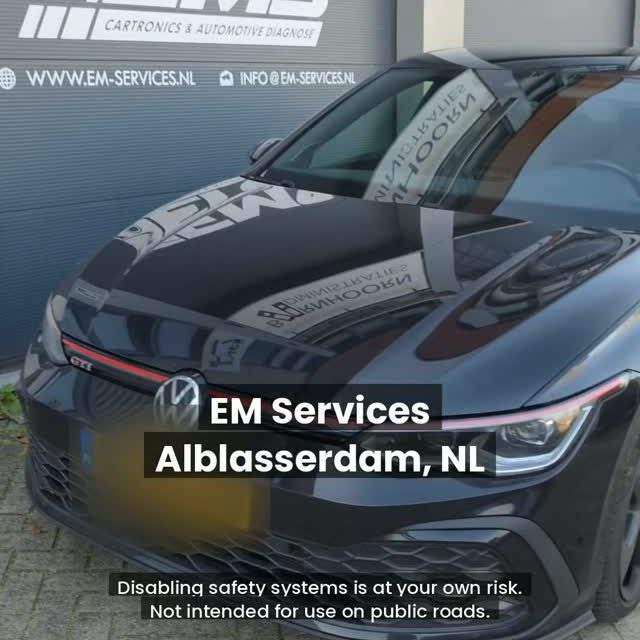 CARTRONICS & AUTOMOTIVE DIAGNOSE
WWW.EM-SERVICES.NL
INFO@EM-SERVICES.NL
ADMINISTRATIES
GTI
EM Services
Alblasserdam, NL
Disabling safety systems is at your own risk.
Not intended for use on public roads.